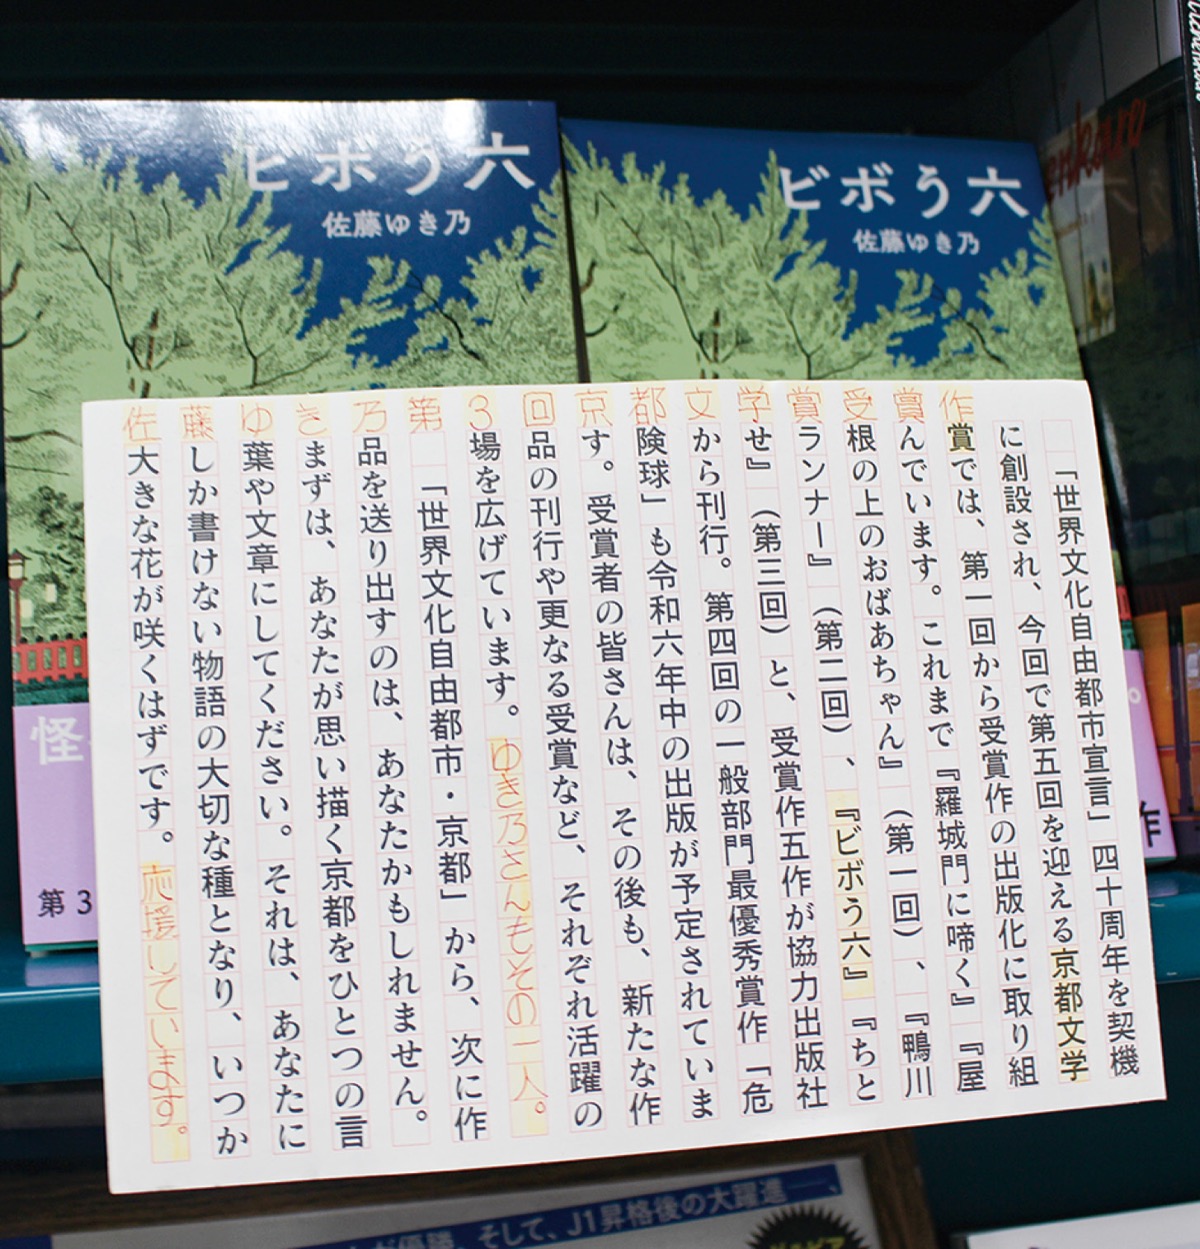 ビボう六
佐藤ゆき乃
ビボう六
佐藤ゆき乃
佐藤ゆき乃第3回京都文学賞受賞作
「世界文化自由都市宣言」四十周年を契機
に創設され、今回で第五回を迎える京都文学
賞では、第一回から受賞作の出版化に取り組
んでいます。これまで『羅城門に啼く』『屋
根の上のおばあちゃん』（第一回）、『鴨川
ランナー』（第二回）、『ビボう六』『ちと
せ』（第三回）と、受賞作五作が協力出版社
から刊行。第四回の一般部門最優秀賞作「危
険球」も令和六年中の出版が予定されていま
す。受賞者の皆さんは、その後も、新たな作
品の刊行や更なる受賞など、それぞれ活躍の
場を広げています。ゆき乃さんもその一人。
「世界文化自由都市・京都」から、次に作
品を送り出すのは、あなたかもしれません。
まずは、あなたが思い描く京都をひとつの言
葉や文章にしてください。それは、あなたに
しか書けない物語の大切な種となり、いつか
大きな花が咲くはずです。応援しています。
怪
第3
作
優勝、そして、J1昇格後の大躍進――、